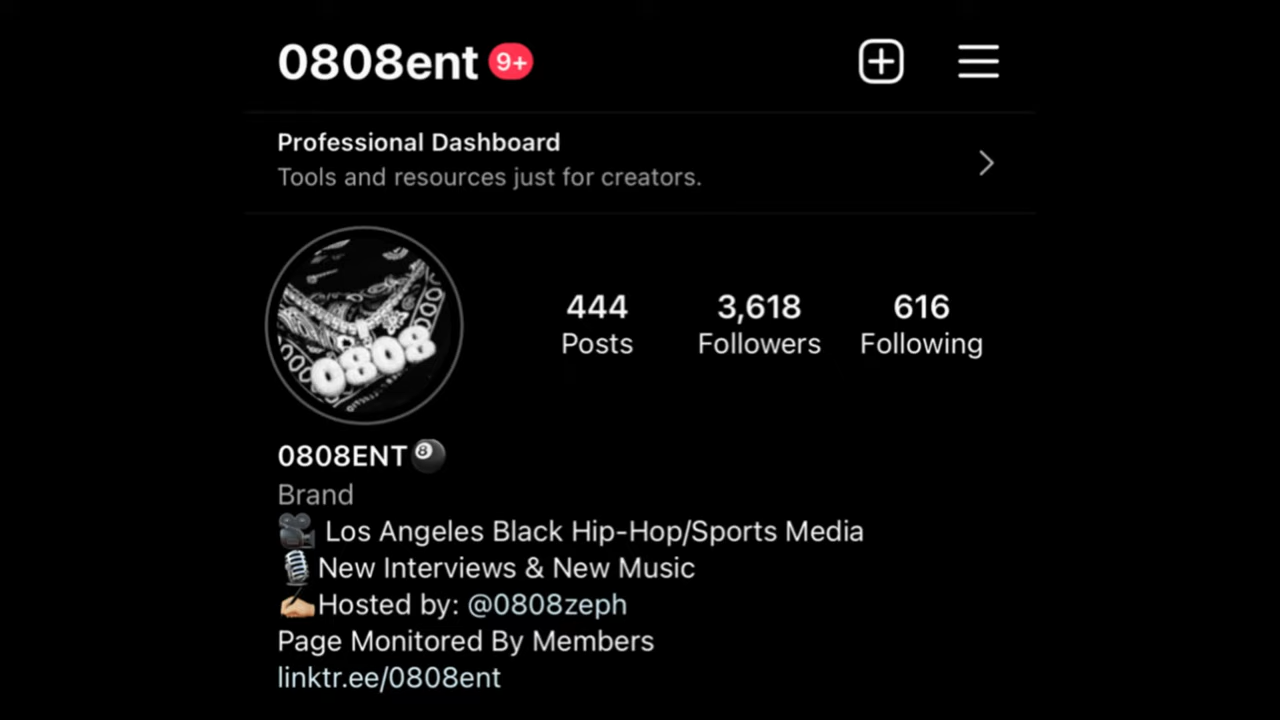 0808ent 9+
Professional Dashboard
Tools and resources just for creators.
0808
444 3,618 616
Posts Followers Following
0808ENT🎱
Brand
🎥 Los Angeles Black Hip-Hop/Sports Media
🎙New Interviews & New Music
✍🏼Hosted by: @0808zeph
Page Monitored By Members
linktr.ee/0808ent